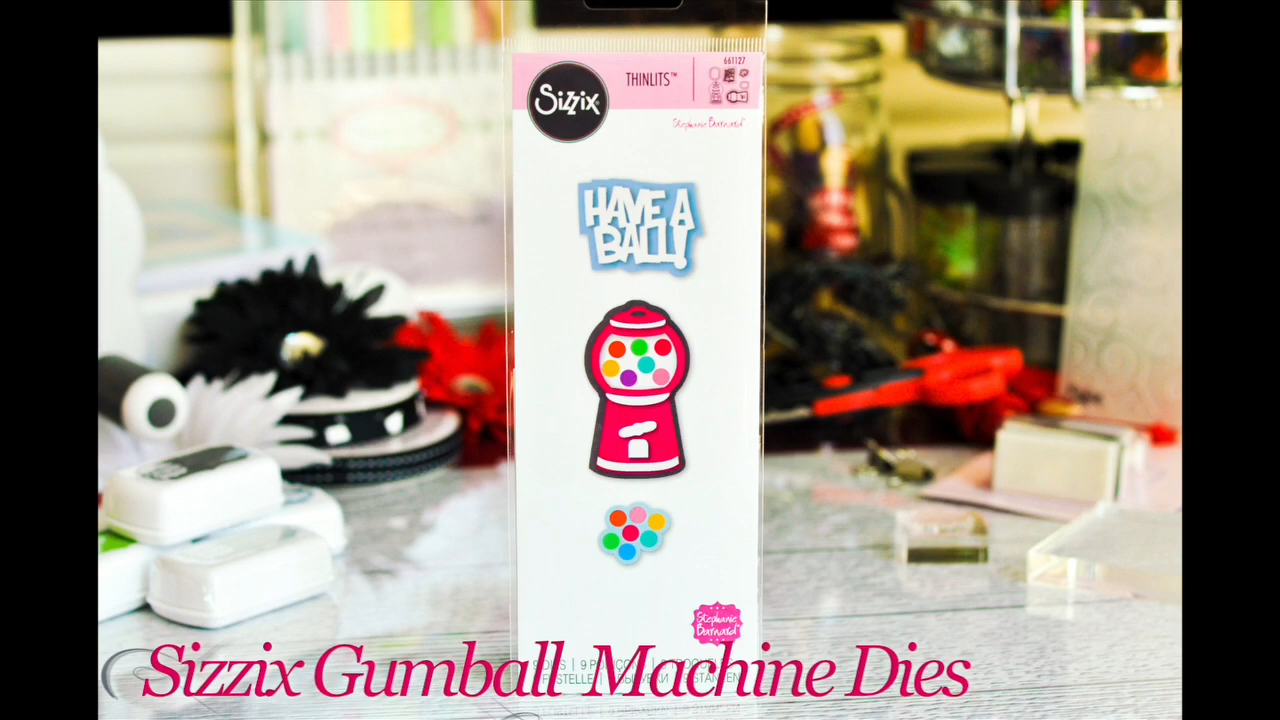 661127
Sizzix
THINLITS™
Stephanie Barnard
HAVE A
BALL!
Stephanie
Barnard
Sizzix Gumball Machine Dies